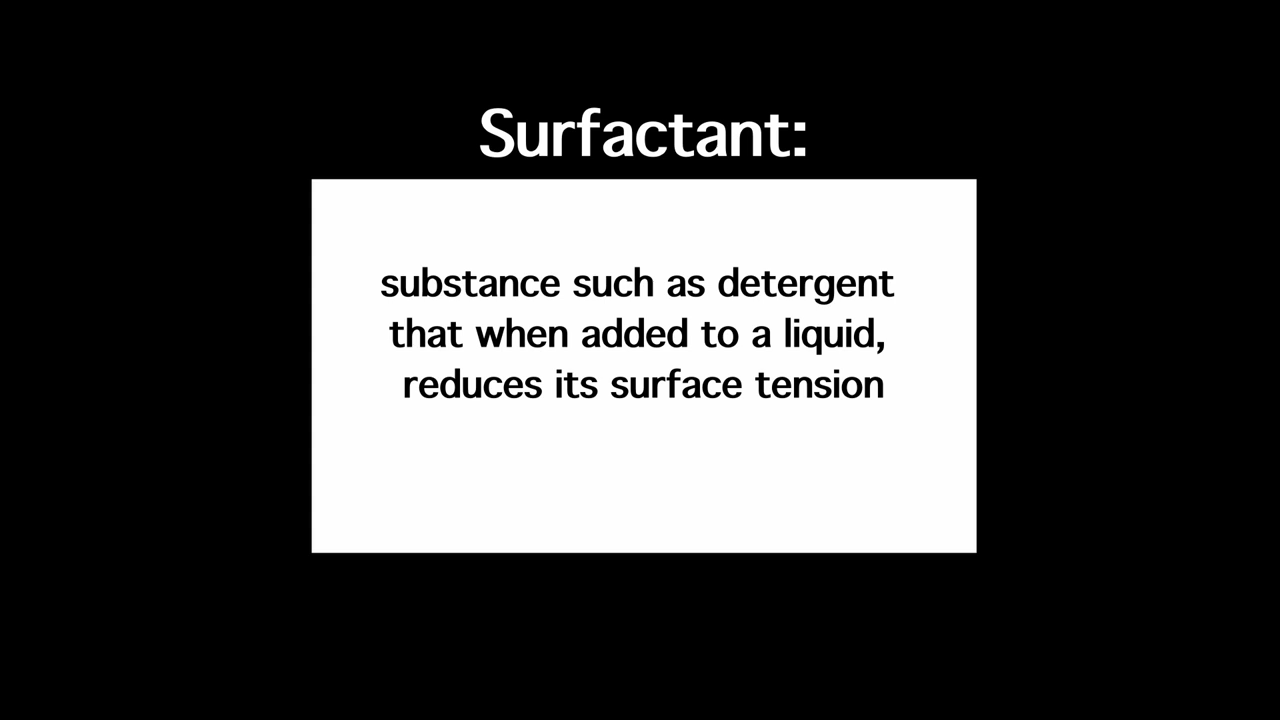 Surfactant:
substance such as detergent
that when added to a liquid,
reduces its surface tension